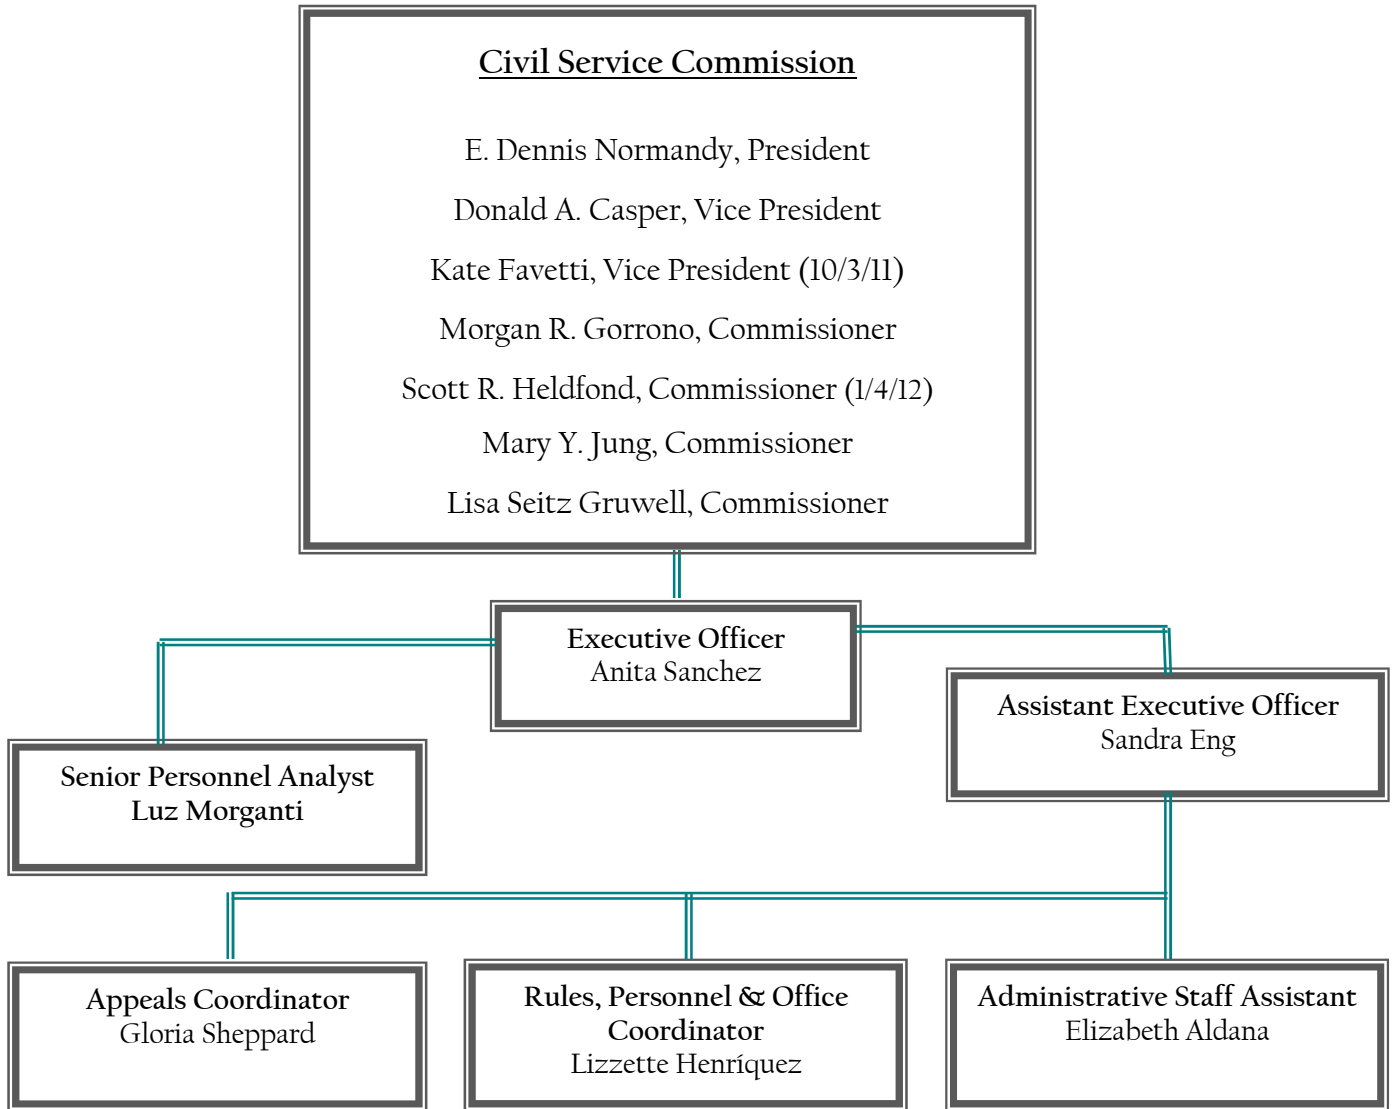 Civil Service Commission
E. Dennis Normandy, President
Donald A. Casper, Vice President
Kate Favetti, Vice President (10/3/11)
Morgan R. Gorrono, Commissioner
Scott R. Heldfond, Commissioner (1/4/12)
Mary Y. Jung, Commissioner
Lisa Seitz Gruwell, Commissioner
Executive Officer
Anita Sanchez
Assistant Executive Officer
Sandra Eng
Senior Personnel Analyst
Luz Morganti
Appeals Coordinator
Gloria Sheppard
Rules, Personnel & Office
Coordinator
Lizzette Henríquez
Administrative Staff Assistant
Elizabeth Aldana